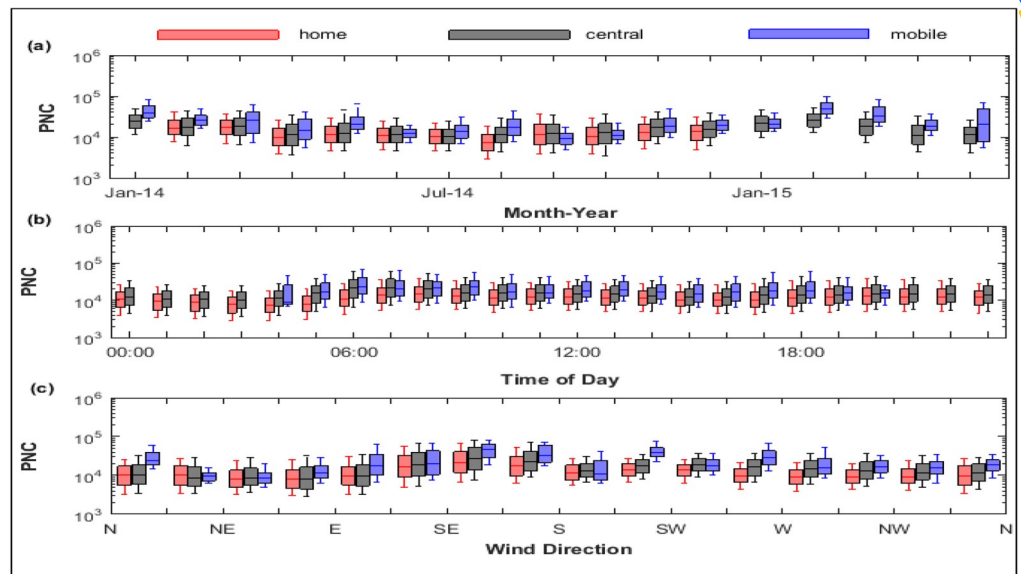 home central mobile
(a)
10^6
10^5
10^4
10^3
PNC
Jan-14 Jul-14 Jan-15
Month-Year
(b)
10^6
10^5
10^4
10^3
PNC
00:00 06:00 12:00 18:00
Time of Day
(c)
10^6
10^5
10^4
10^3
PNC
N NE E SE S SW W NW N
Wind Direction